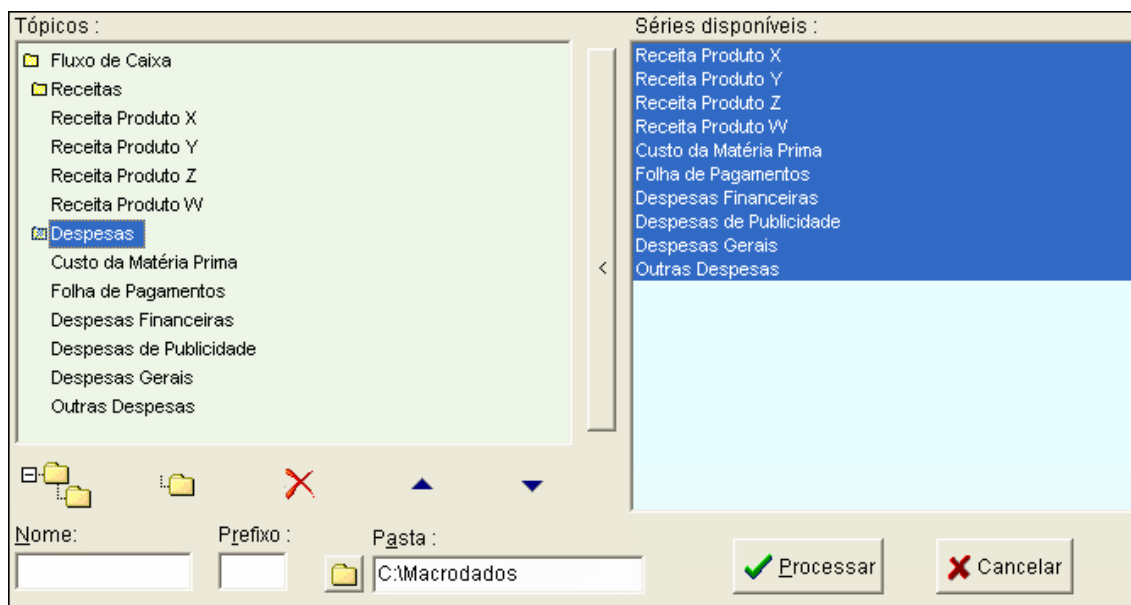 Tópicos :
Fluxo de Caixa
Receitas
Receita Produto X
Receita Produto Y
Receita Produto Z
Receita Produto W
Despesas
Custo da Matéria Prima
Folha de Pagamentos
Despesas Financeiras
Despesas de Publicidade
Despesas Gerais
Outras Despesas
<
Séries disponíveis :
Receita Produto X
Receita Produto Y
Receita Produto Z
Receita Produto W
Custo da Matéria Prima
Folha de Pagamentos
Despesas Financeiras
Despesas de Publicidade
Despesas Gerais
Outras Despesas
Nome:
Prefixo :
Pasta :
C:\Macrodados
Processar
Cancelar